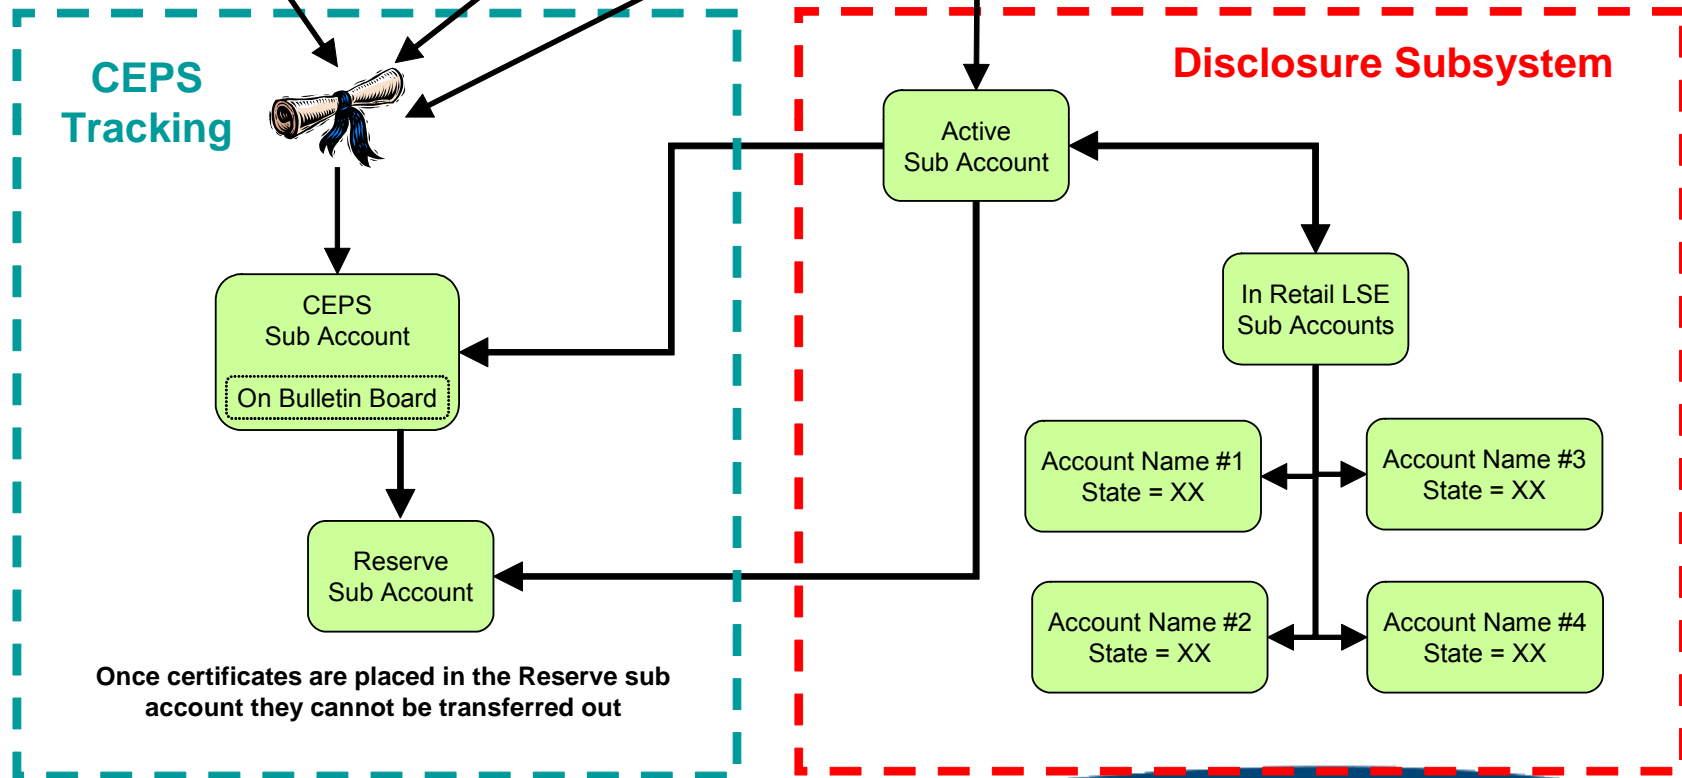 CEPS
Tracking
Disclosure Subsystem
Active
Sub Account
CEPS
Sub Account
On Bulletin Board
In Retail LSE
Sub Accounts
Account Name #1
State = XX
Account Name #3
State = XX
Reserve
Sub Account
Account Name #2
State = XX
Account Name #4
State = XX
Once certificates are placed in the Reserve sub
account they cannot be transferred out